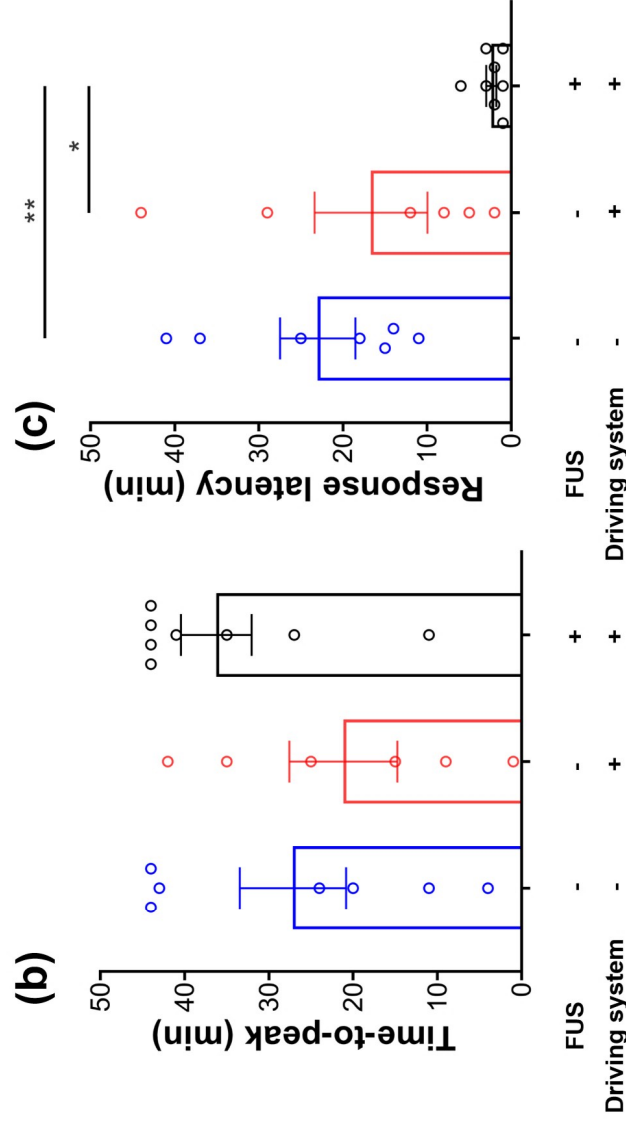 (b)
Time-to-peak (min)
50
40
30
20
10
0
FUS - - +
Driving system - + +
(c)
**
*
Response latency (min)
50
40
30
20
10
0
FUS - - +
Driving system - + +